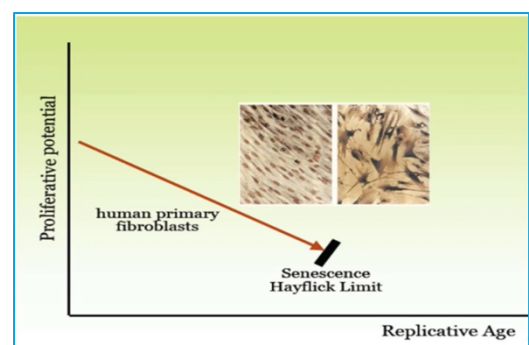 Proliferative potential
human primary
fibroblasts
Senescence
Hayflick Limit
Replicative Age